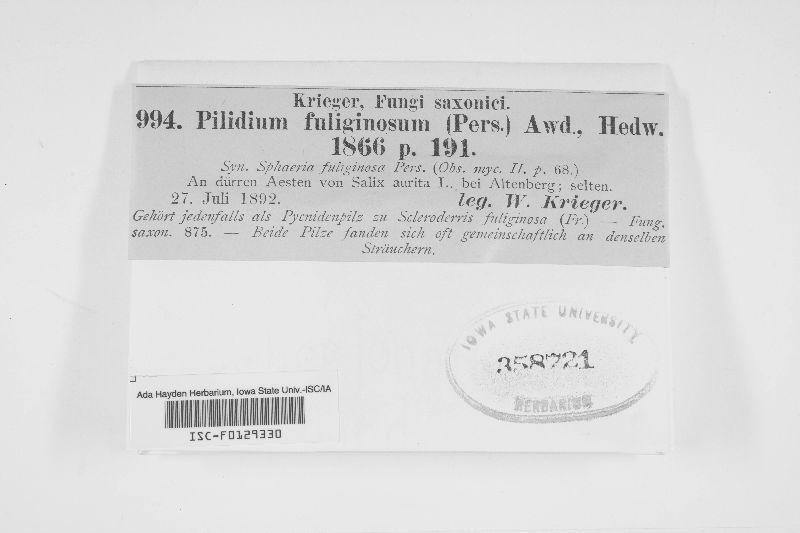 Krieger, Fungi saxonici.
994. Pilidium fuliginosum (Pers.) Awd., Hedw.
1866 p. 191.
Syn. Sphaeria fuliginosa Pers. (Obs. myc. II. p. 68.)
An dürren Aesten von Salix aurita L. bei Altenberg; selten.
27. Juli 1892. leg. W. Krieger.
Gehört jedenfalls als Pycnidenpilz zu Scleroderris fuliginosa (Fr.) — Fung.
saxon. 875. — Beide Pilze fanden sich oft gemeinschaftlich an denselben
Sträuchern.
IOWA STATE UNIVERSITY
358721
HERBARIUM
Ada Hayden Herbarium, Iowa State Univ.-ISC/IA
ISC-F0129330